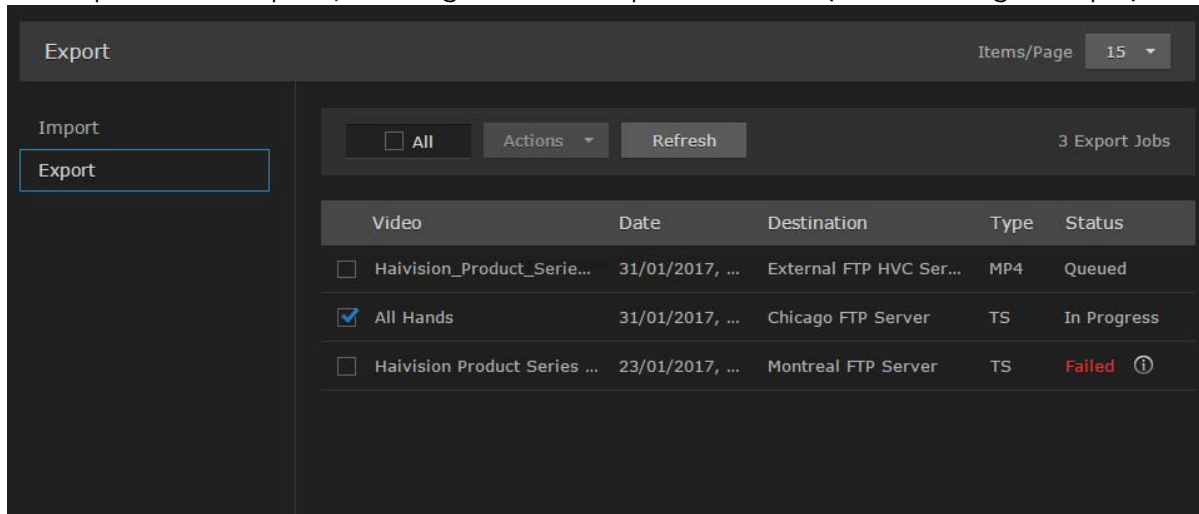 Export Items/Page 15
Import
Export
All Actions Refresh 3 Export Jobs
Video Date Destination Type Status
Haivision_Product_Serie... 31/01/2017, ... External FTP HVC Ser... MP4 Queued
All Hands 31/01/2017, ... Chicago FTP Server TS In Progress
Haivision Product Series ... 23/01/2017, ... Montreal FTP Server TS Failed